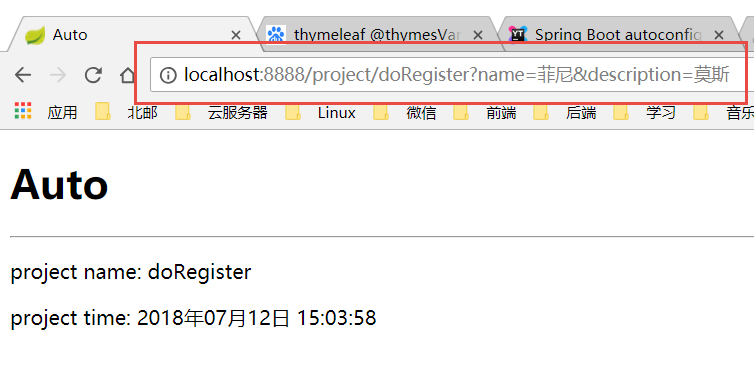 Auto
thymeleaf @thymesVar
Spring Boot autoconfig
localhost:8888/project/doRegister?name=菲尼&description=莫斯
应用 北邮 云服务器 Linux 微信 前端 后端 学习 音乐
Auto
project name: doRegister
project time: 2018年07月12日 15:03:58